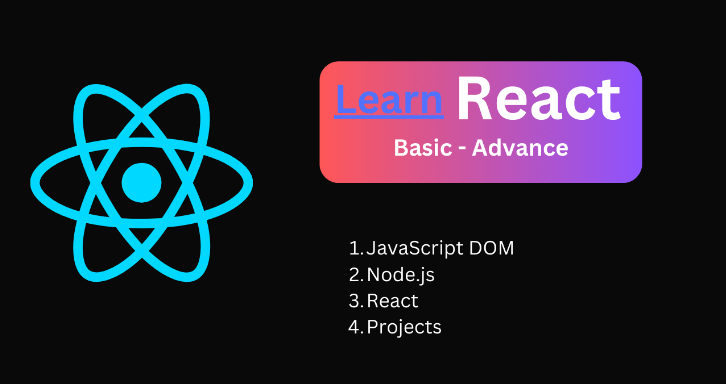 Learn React
Basic - Advance
1. JavaScript DOM
2. Node.js
3. React
4. Projects